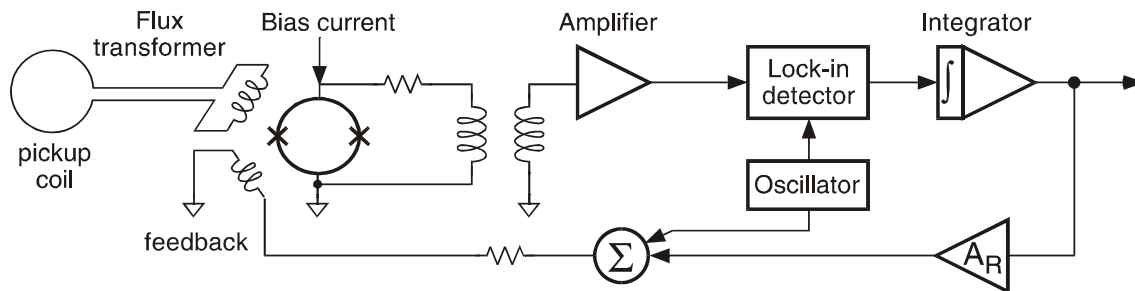 Flux
transformer
Bias current
Amplifier
Integrator
Lock-in
detector
∫
pickup
coil
Oscillator
feedback
Σ
A_R